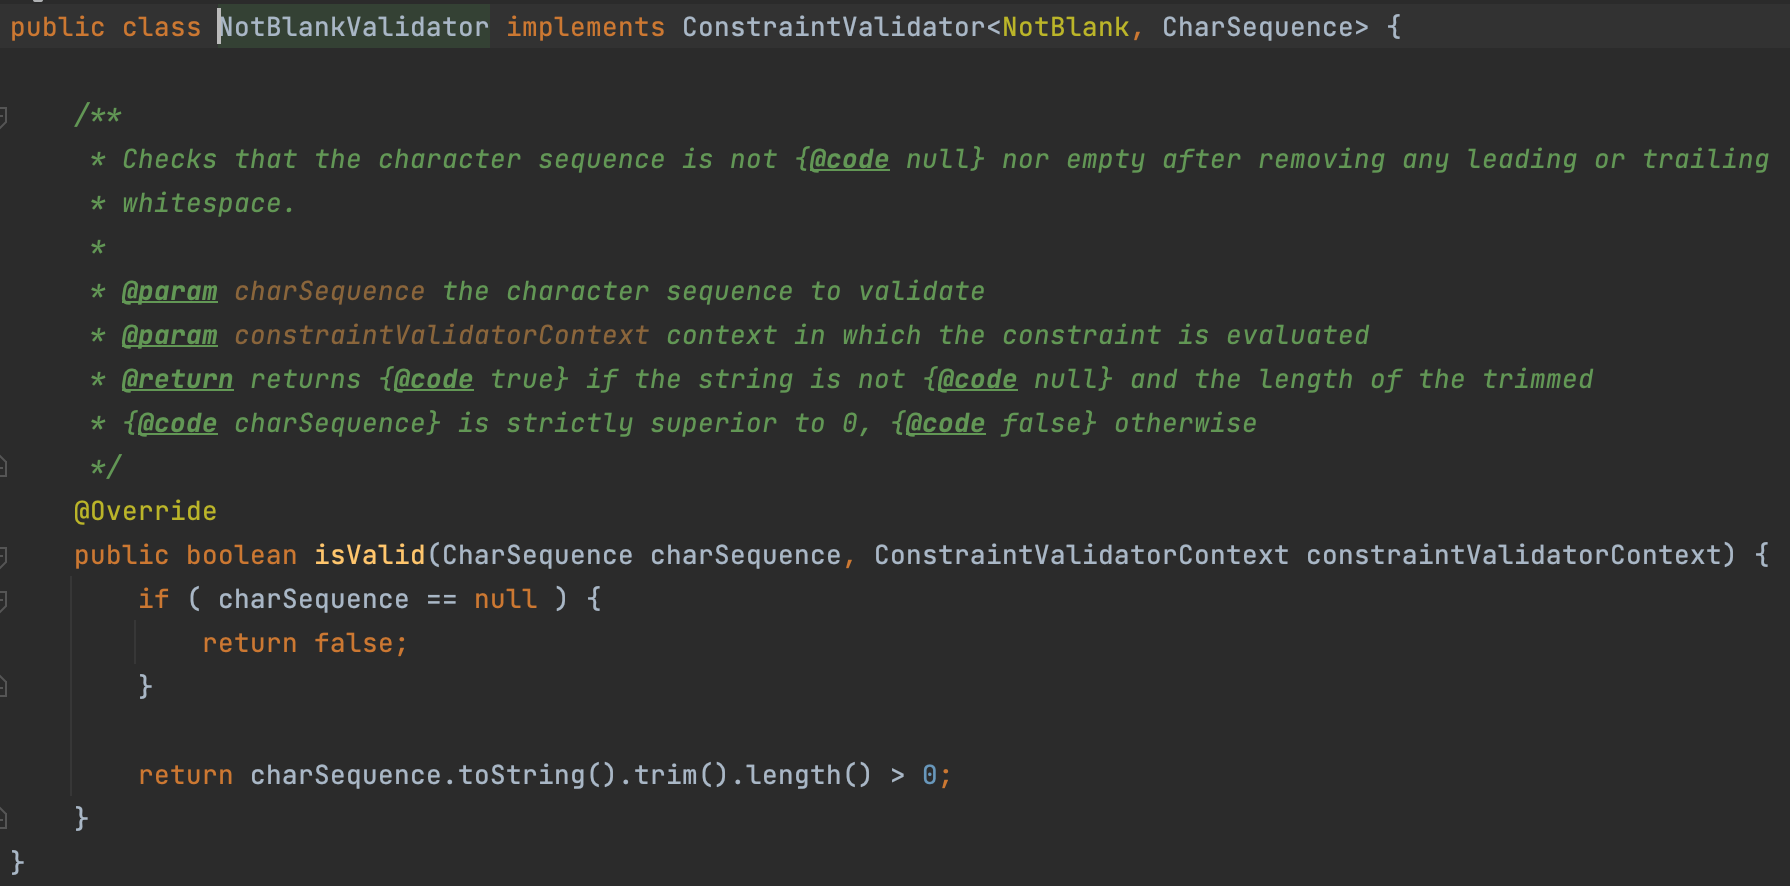 public class NotBlankValidator implements ConstraintValidator<NotBlank, CharSequence> {
/**
* Checks that the character sequence is not {@code null} nor empty after removing any leading or trailing
* whitespace.
*
* @param charSequence the character sequence to validate
* @param constraintValidatorContext context in which the constraint is evaluated
* @return returns {@code true} if the string is not {@code null} and the length of the trimmed
* {@code charSequence} is strictly superior to 0, {@code false} otherwise
*/
@Override
public boolean isValid(CharSequence charSequence, ConstraintValidatorContext constraintValidatorContext) {
if ( charSequence == null ) {
return false;
}
return charSequence.toString().trim().length() > 0;
}
}